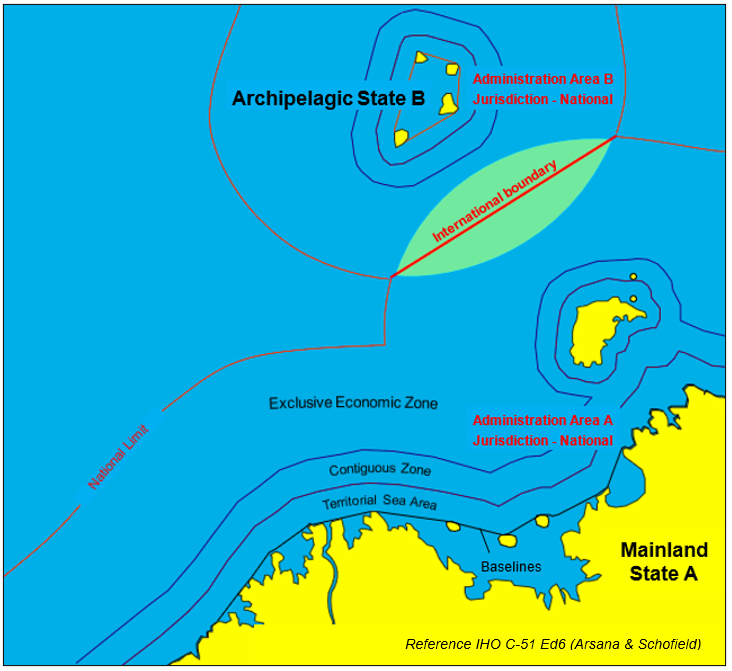 Archipelagic State B
Administration Area B
Jurisdiction - National
International boundary
National Limit
Exclusive Economic Zone
Administration Area A
Jurisdiction - National
Contiguous Zone
Territorial Sea Area
Baselines
Mainland
State A
Reference IHO C-51 Ed6 (Arsana & Schofield)